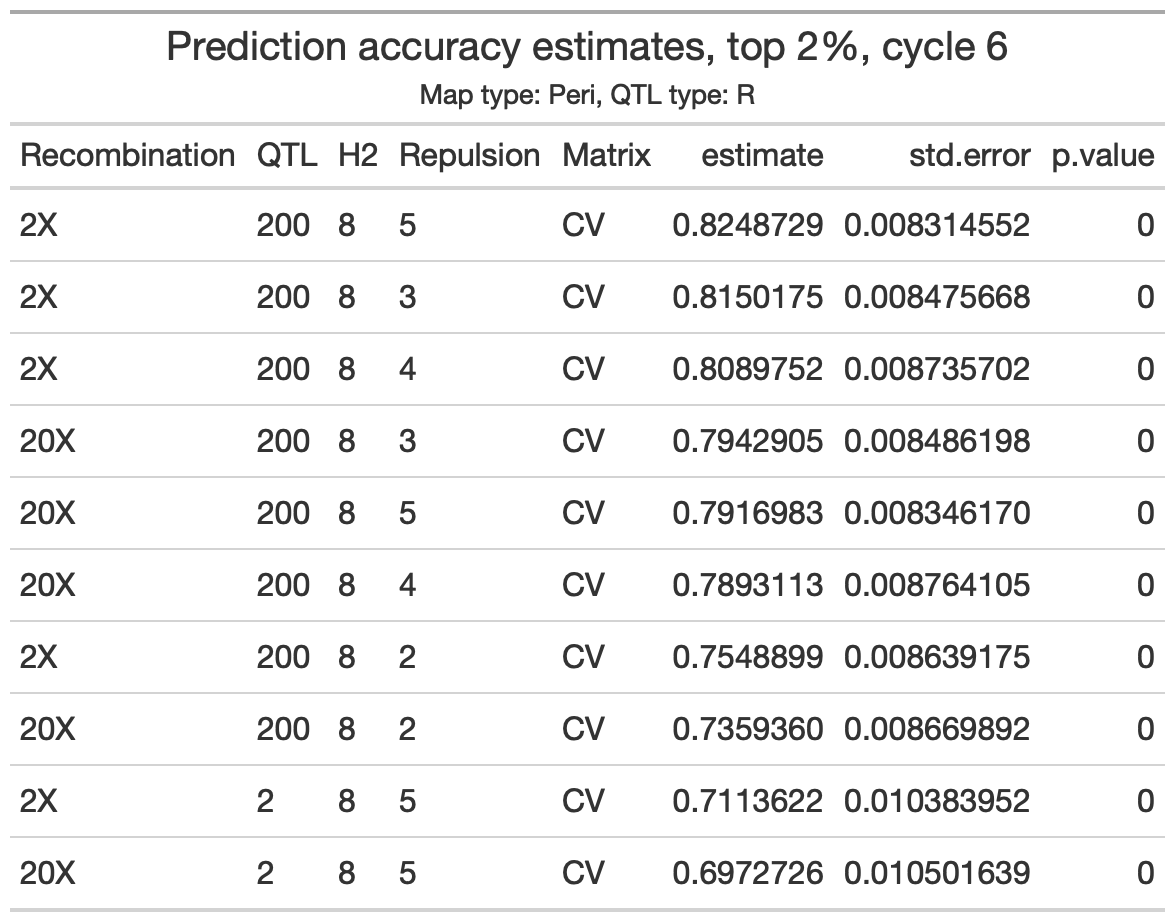 Prediction accuracy estimates, top 2%, cycle 6
Map type: Peri, QTL type: R
Recombination QTL H2 Repulsion Matrix estimate std.error p.value
2X 200 8 5 CV 0.8248729 0.008314552 0
2X 200 8 3 CV 0.8150175 0.008475668 0
2X 200 8 4 CV 0.8089752 0.008735702 0
20X 200 8 3 CV 0.7942905 0.008486198 0
20X 200 8 5 CV 0.7916983 0.008346170 0
20X 200 8 4 CV 0.7893113 0.008764105 0
2X 200 8 2 CV 0.7548899 0.008639175 0
20X 200 8 2 CV 0.7359360 0.008669892 0
2X 2 8 5 CV 0.7113622 0.010383952 0
20X 2 8 5 CV 0.6972726 0.010501639 0